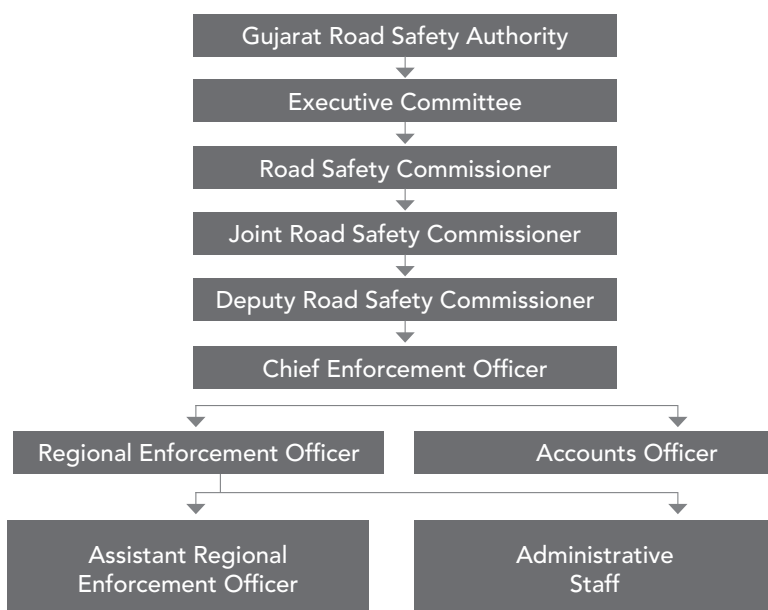 Gujarat Road Safety Authority
Executive Committee
Road Safety Commissioner
Joint Road Safety Commissioner
Deputy Road Safety Commissioner
Chief Enforcement Officer
Regional Enforcement Officer
Accounts Officer
Assistant Regional
Enforcement Officer
Administrative
Staff